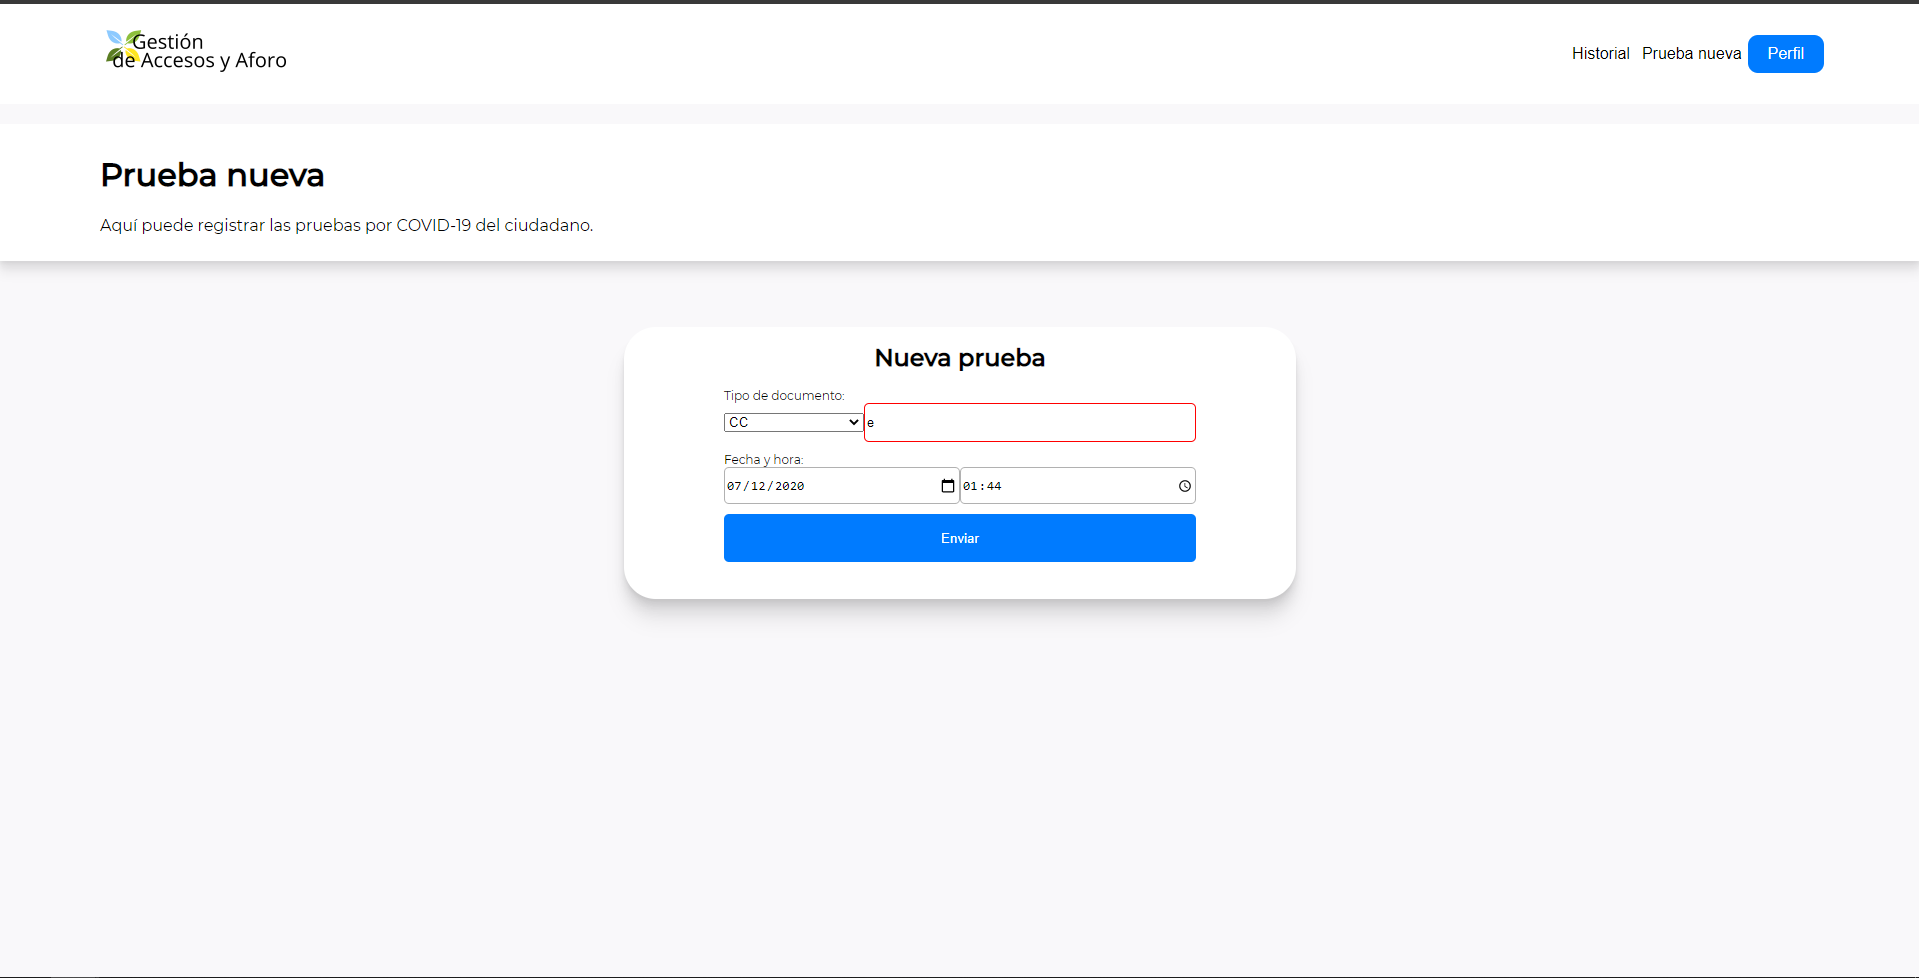 Gestión
de Accesos y Aforo
Historial Prueba nueva Perfil
Prueba nueva
Aquí puede registrar las pruebas por COVID-19 del ciudadano.
Nueva prueba
Tipo de documento:
CC e
Fecha y hora:
07/12/2020 01:44
Enviar